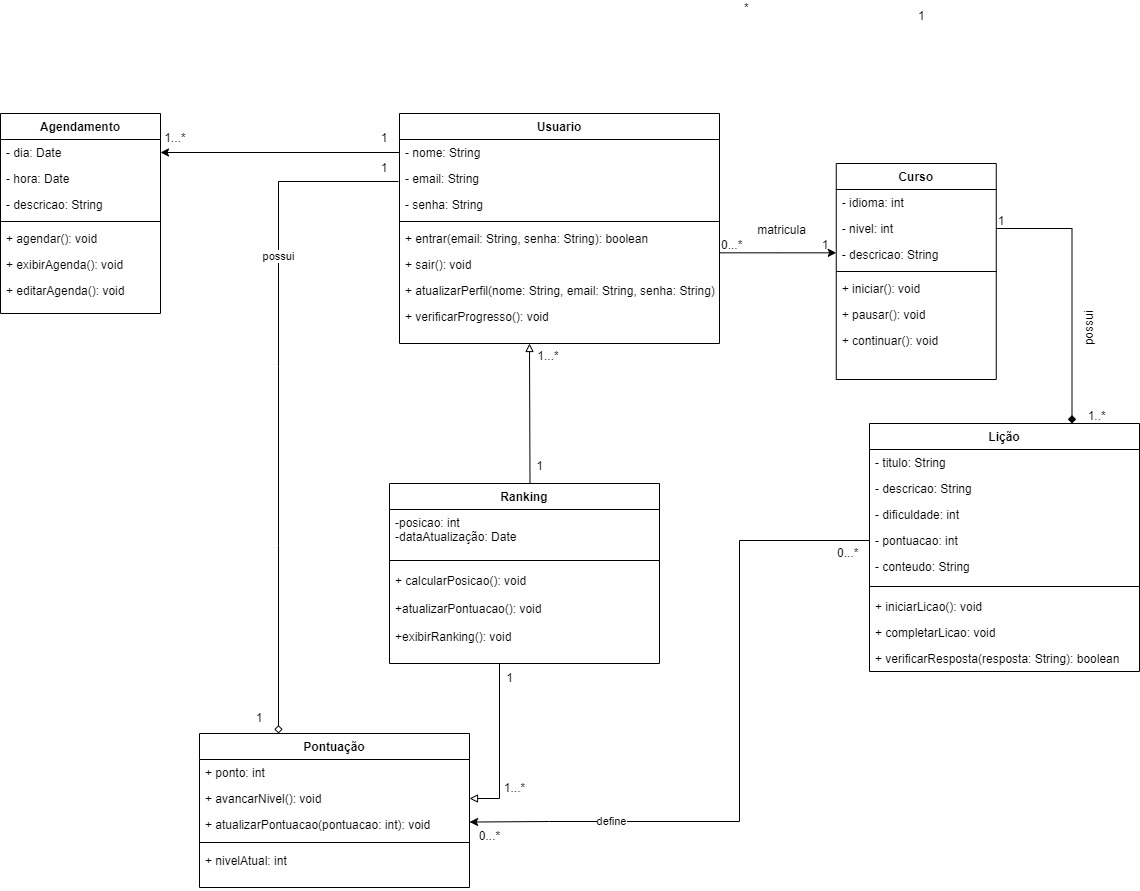 *
1
Agendamento
- dia: Date
- hora: Date
- descricao: String
+ agendar(): void
+ exibirAgenda(): void
+ editarAgenda(): void
1...*
1
1
possui
1
Usuario
- nome: String
- email: String
- senha: String
+ entrar(email: String, senha: String): boolean
+ sair(): void
+ atualizarPerfil(nome: String, email: String, senha: String)
+ verificarProgresso(): void
0...*
matricula
1
Curso
- idioma: int
- nivel: int
- descricao: String
+ iniciar(): void
+ pausar(): void
+ continuar(): void
1
possui
1..*
1...*
1
Ranking
-posicao: int
-dataAtualização: Date
+ calcularPosicao(): void
+atualizarPontuacao(): void
+exibirRanking(): void
1
1...*
Lição
- titulo: String
- descricao: String
- dificuldade: int
- pontuacao: int
- conteudo: String
+ iniciarLicao(): void
+ completarLicao: void
+ verificarResposta(resposta: String): boolean
0...*
define
0...*
Pontuação
+ ponto: int
+ avancarNivel(): void
+ atualizarPontuacao(pontuacao: int): void
+ nivelAtual: int